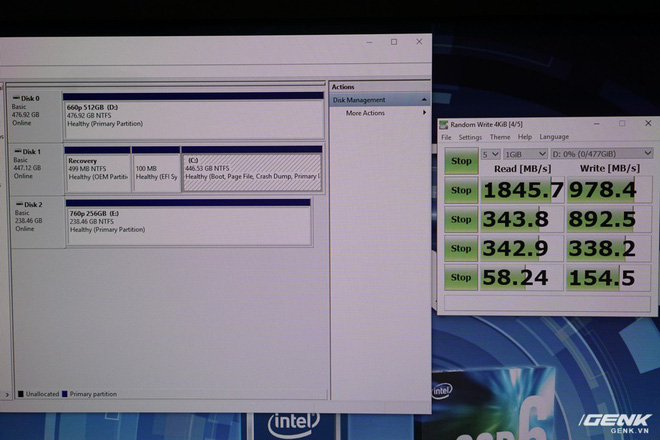 Disk 0
Basic
476.92 GB
Online
660p 512GB (D:)
476.92 GB NTFS
Healthy (Primary Partition)
Disk 1
Basic
447.12 GB
Online
Recovery
499 MB NTFS
Healthy (OEM Partiti
100 MB
Healthy (EFI Sy
(C:)
446.53 GB NTFS
Healthy (Boot, Page File, Crash Dump, Primary
Disk 2
Basic
238.46 GB
Online
760p 256GB (E:)
238.46 GB NTFS
Healthy (Primary Partition)
Unallocated Primary partition
Actions
Disk Management
More Actions
Random Write 4KiB [4/5]
File Settings Theme Help Language
Stop 5 1GiB D: 0% (0/477GiB)
Read [MB/s] Write [MB/s]
Stop 1845.7 978.4
Stop 343.8 892.5
Stop 342.9 338.2
Stop 58.24 154.5
intel
intel
GENK
GENK.VN